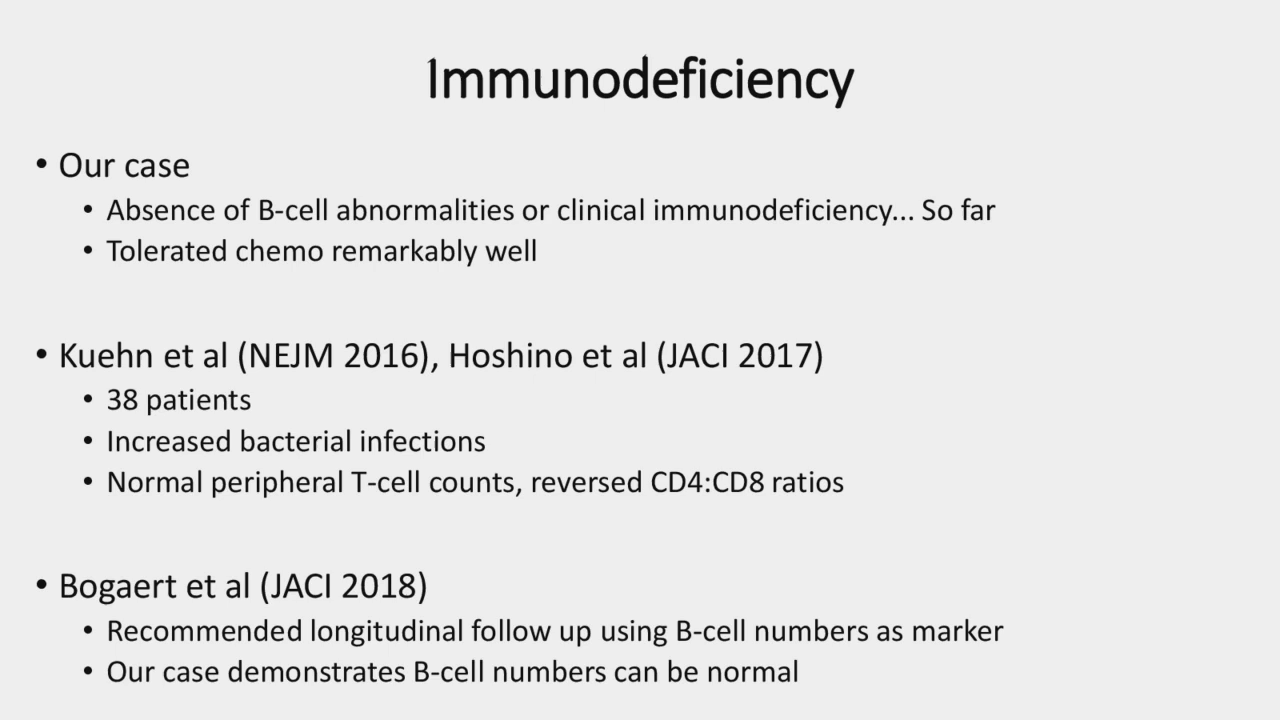 Immunodeficiency
• Our case
• Absence of B-cell abnormalities or clinical immunodeficiency... So far
• Tolerated chemo remarkably well
• Kuehn et al (NEJM 2016), Hoshino et al (JACI 2017)
• 38 patients
• Increased bacterial infections
• Normal peripheral T-cell counts, reversed CD4:CD8 ratios
• Bogaert et al (JACI 2018)
• Recommended longitudinal follow up using B-cell numbers as marker
• Our case demonstrates B-cell numbers can be normal